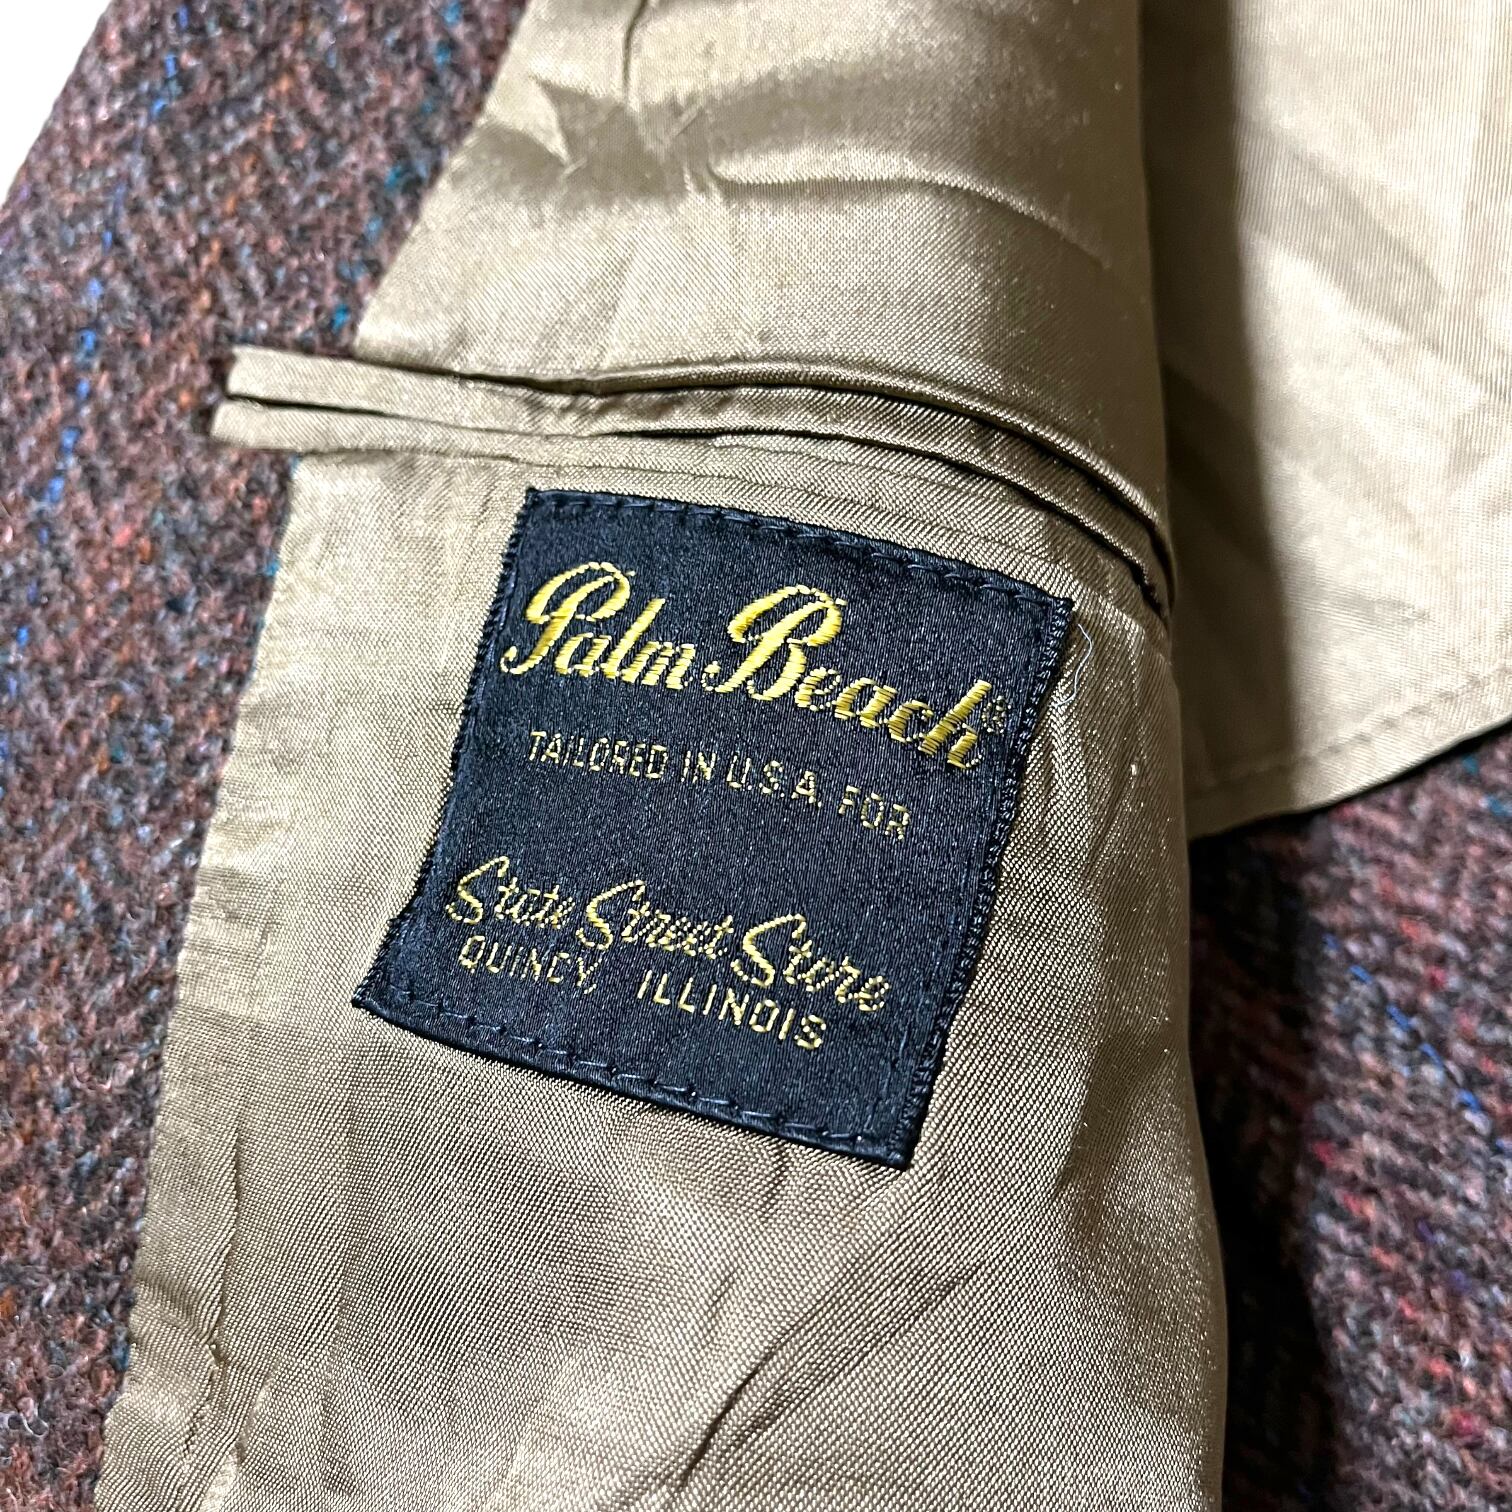 Palm Beach®
TAILORED IN U.S.A. FOR
State Street Store
QUINCY, ILLINOIS